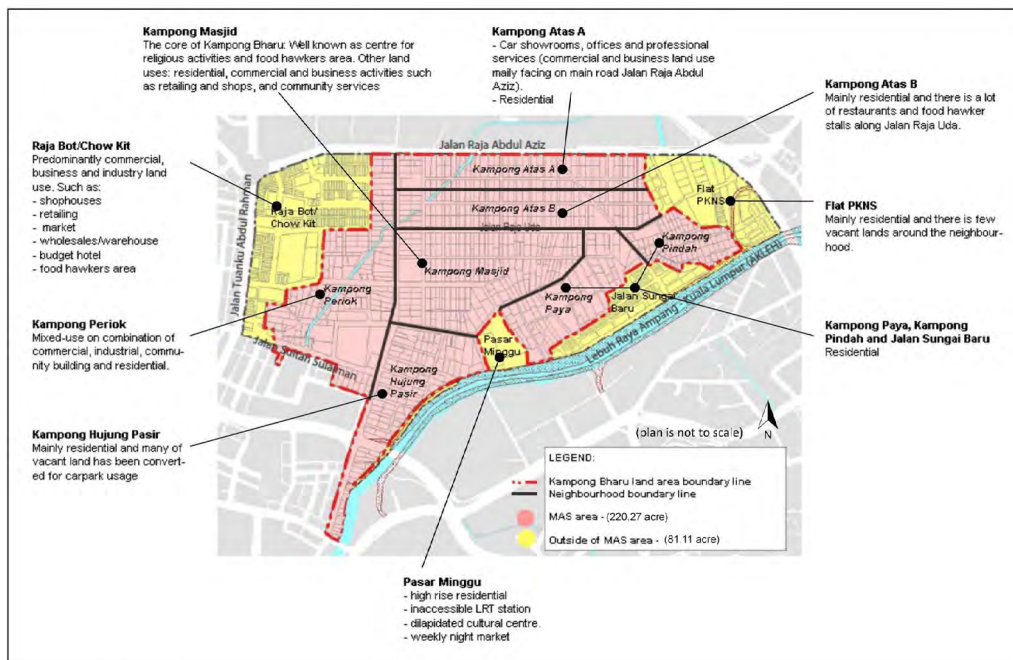 Kampong Masjid
The core of Kampong Bharu: Well known as centre for
religious activities and food hawkers area. Other land
uses: residential, commercial and business activities such
as retailing and shops, and community services
Kampong Atas A
- Car showrooms, offices and professional
services (commercial and business land use
maily facing on main road Jalan Raja Abdul
Aziz).
- Residential
Kampong Atas B
Mainly residential and there is a lot
of restaurants and food hawker
stalls along Jalan Raja Uda.
Raja Bot/Chow Kit
Predominantly commercial,
business and industry land
use. Such as:
- shophouses
- retailing
- market
- wholesales/warehouse
- budget hotel
- food hawkers area
Flat PKNS
Mainly residential and there is few
vacant lands around the neighbour-
hood.
Kampong Periok
Mixed-use on combination of
commercial, industrial, commu-
nity building and residential.
Kampong Paya, Kampong
Pindah and Jalan Sungai Baru
Residential
Kampong Hujung Pasir
Mainly residential and many of
vacant land has been convert-
ed for carpark usage
Pasar Minggu
- high rise residential
- inaccessible LRT station
- dilapidated cultural centre.
- weekly night market
Jalan Raja Abdul Aziz
Jalan Tuanku Abdul Rahman
Jalan Sultan Sulaiman
Lebuh Raya Ampang Kuala Lumpur (AKLEH)
Kampong Atas A
Kampong Atas B
Jalan Raja Uda
Flat
PKNS
Raja Bot/
Chow Kit
Kampong
Pindah
Kampong Masjid
Kampong
Periok
Kampong
Paya
Jalan Sungai
Baru
Pasar
Minggu
Kampong
Hujung
Pasir
(plan is not to scale)
N
LEGEND:
Kampong Bharu land area boundary line
Neighbourhood boundary line
MAS area - (220.27 acre)
Outside of MAS area - (81.11 acre)